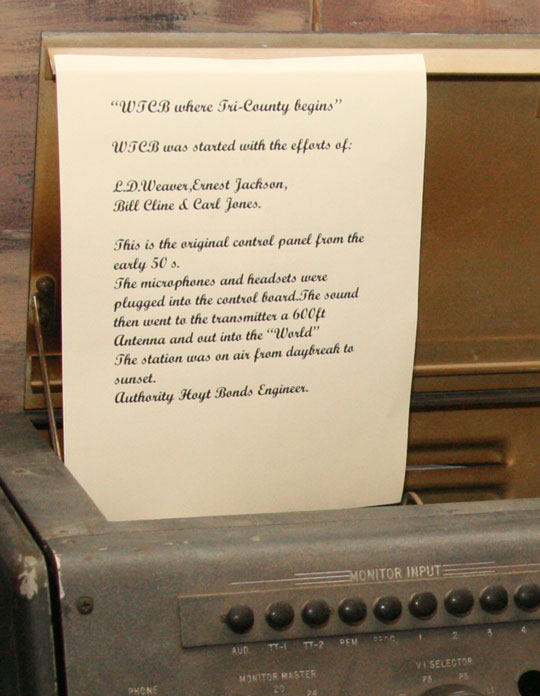 “WTCB where Tri-County begins”
WTCB was started with the efforts of:
L.D.Weaver,Ernest Jackson,
Bill Cline & Carl Jones.
This is the original control panel from the
early 50 s.
The microphones and headsets were
plugged into the control board.The sound
then went to the transmitter a 600ft
Antenna and out into the “World”
The station was on air from daybreak to
sunset.
Authority Hoyt Bonds Engineer.
MONITOR INPUT
AUD. TT-1 TT-2 REM PROG 1 2 3 4
MONITOR MASTER V I SELECTOR
PHONE 20 24